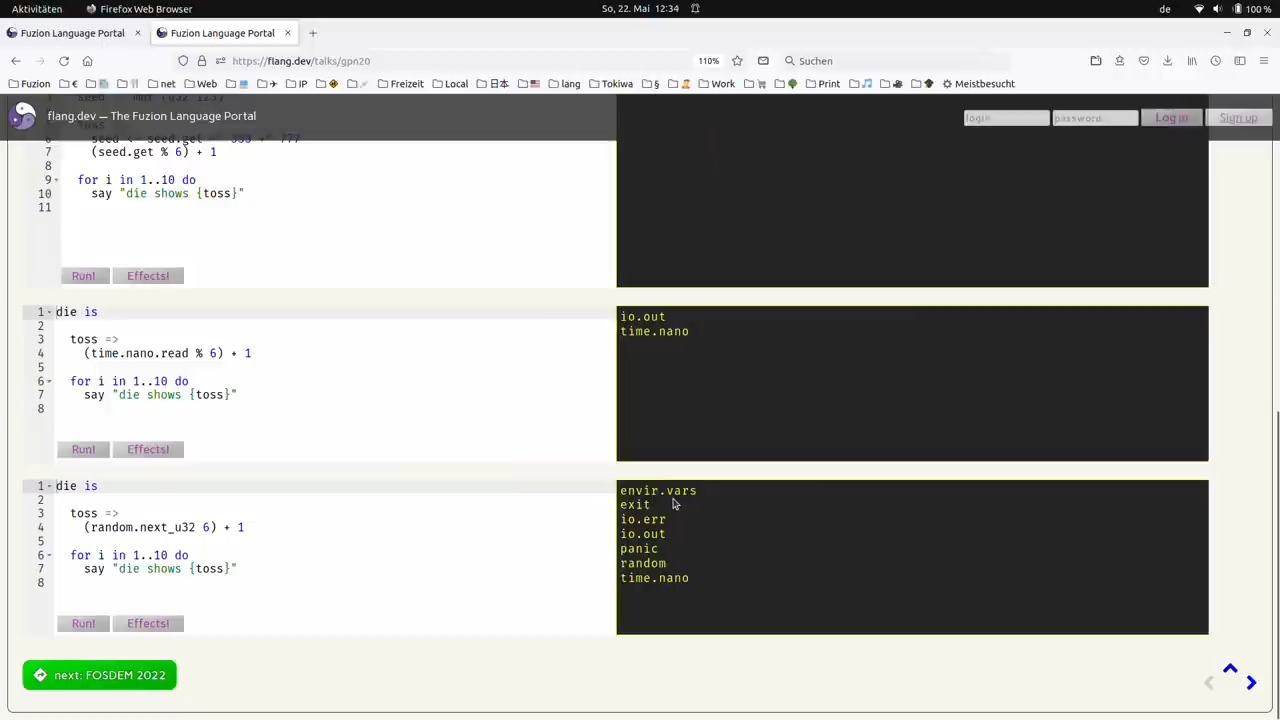 Aktivitäten
Firefox Web Browser
So, 22. Mai 12:34
de
100 %
Fuzion Language Portal
Fuzion Language Portal
https://flang.dev/talks/gpn20
110%
Suchen
Fuzion
€
net
Web
IP
Freizeit
Local
日本
lang
Tokiwa
§
Work
Print
Meistbesucht
flang.dev — The Fuzion Language Portal
login
password
Log in
Sign up
7 (seed.get % 6) + 1
8
9 for i in 1..10 do
10 say "die shows {toss}"
11
Run!
Effects!
1 die is
2
3 toss =>
4 (time.nano.read % 6) + 1
5
6 for i in 1..10 do
7 say "die shows {toss}"
8
io.out
time.nano
Run!
Effects!
1 die is
2
3 toss =>
4 (random.next_u32 6) + 1
5
6 for i in 1..10 do
7 say "die shows {toss}"
8
envir.vars
exit
io.err
io.out
panic
random
time.nano
Run!
Effects!
next: FOSDEM 2022